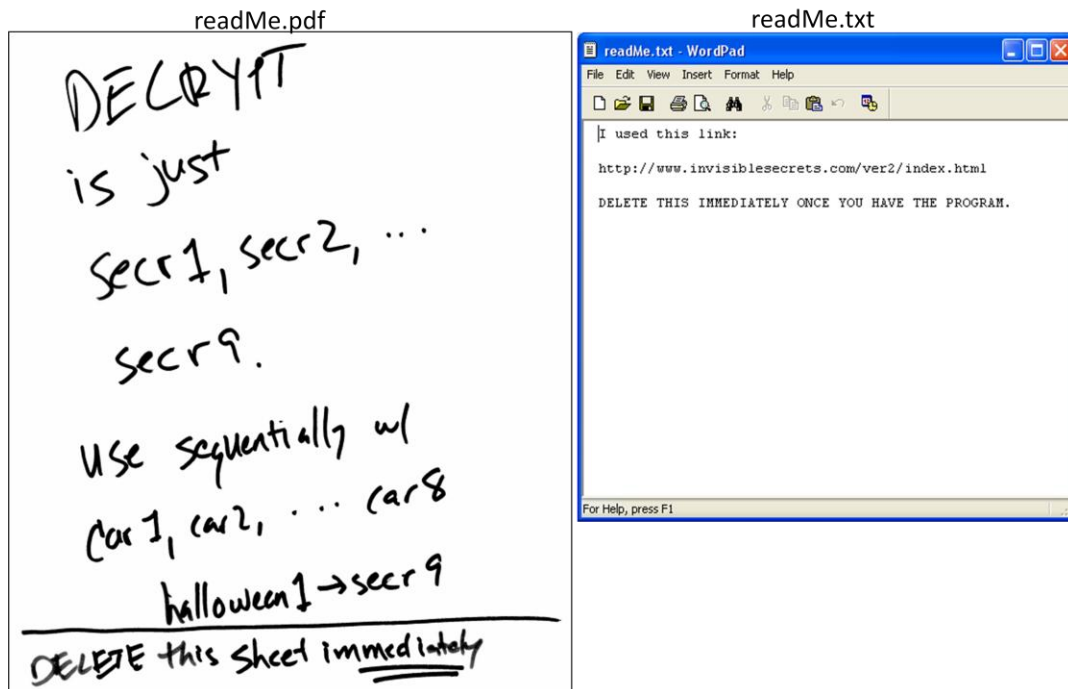 readMe.pdf
DECRYPT
is just
secr1, secr2, ...
secr9.
use sequentially w/
car1, car2, ... car8
halloween1 → secr9
DELETE this sheet immediately
readMe.txt
readMe.txt - WordPad
File Edit View Insert Format Help
I used this link:
http://www.invisiblesecrets.com/ver2/index.html
DELETE THIS IMMEDIATELY ONCE YOU HAVE THE PROGRAM.
For Help, press F1